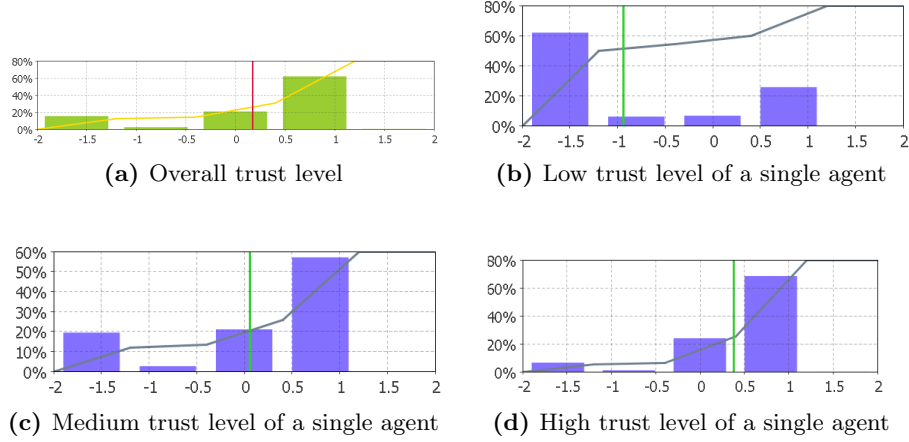 80%
60%
40%
20%
0%
-2 -1.5 -1 -0.5 0 0.5 1 1.5 2
(a) Overall trust level
80%
60%
40%
20%
0%
-2 -1.5 -1 -0.5 0 0.5 1 1.5 2
(b) Low trust level of a single agent
60%
50%
40%
30%
20%
10%
0%
-2 -1.5 -1 -0.5 0 0.5 1 1.5 2
(c) Medium trust level of a single agent
80%
60%
40%
20%
0%
-2 -1.5 -1 -0.5 0 0.5 1 1.5 2
(d) High trust level of a single agent